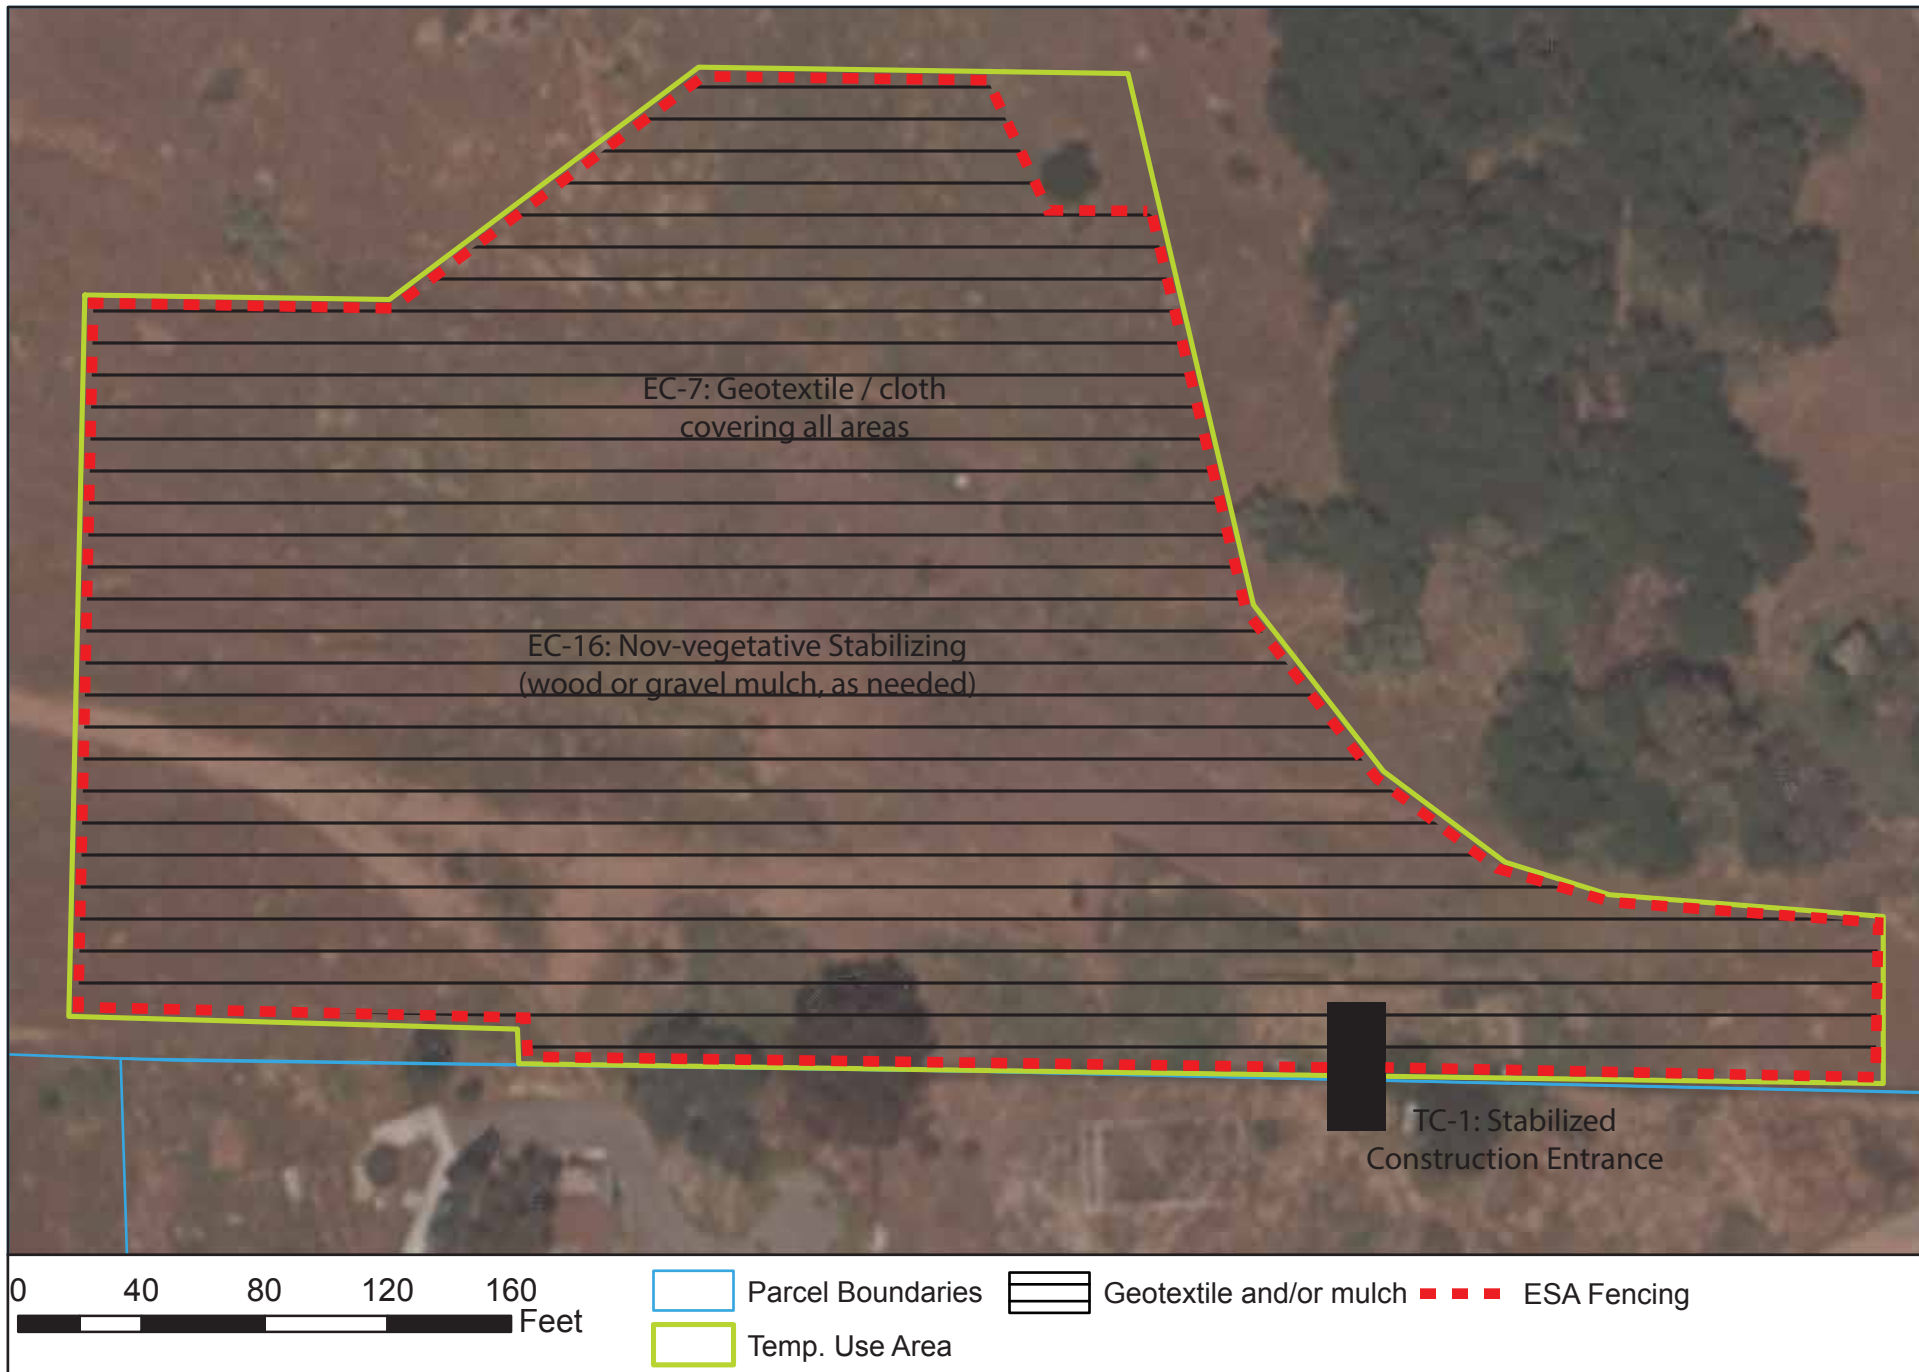 EC-7: Geotextile / cloth
covering all areas
EC-16: Nov-vegetative Stabilizing
(wood or gravel mulch, as needed)
TC-1: Stabilized
Construction Entrance
0 40 80 120 160
Feet
Parcel Boundaries
Geotextile and/or mulch
ESA Fencing
Temp. Use Area